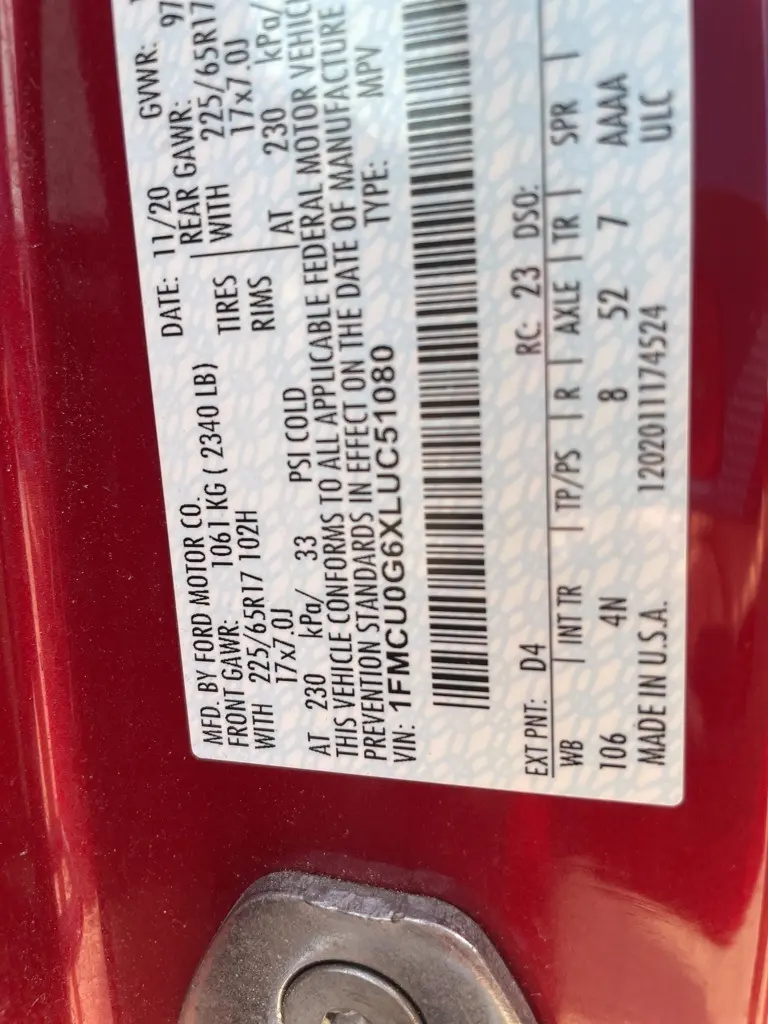 MFD. BY FORD MOTOR CO.
DATE: 11/20 GVWR:
FRONT GAWR: 1061 KG ( 2340 LB) REAR GAWR: 97
WITH 225/65R17 102H TIRES WITH 225/65R17
17x7.0J RIMS 17x7.0J
AT 230 kPa/ 33 PSI COLD AT 230 kPa/
THIS VEHICLE CONFORMS TO ALL APPLICABLE FEDERAL MOTOR VEHIC
PREVENTION STANDARDS IN EFFECT ON THE DATE OF MANUFACTURE
VIN: 1FMCU0G6XLUC51080 TYPE: MPV
EXT PNT: D4 RC: 23 DSO:
WB | INT TR | TP/PS | R | AXLE | TR | SPR |
106 4N 8 52 7 AAAA
MADE IN U.S.A. 1202011174524 ULC